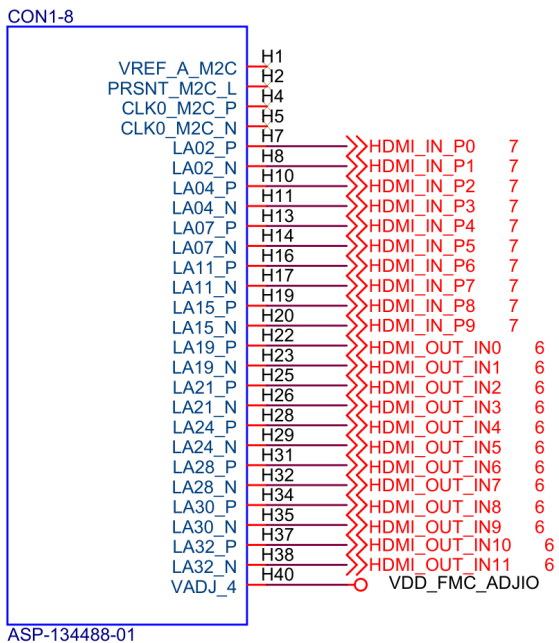 CON1-8
VREF_A_M2C H1
PRSNT_M2C_L H2
CLK0_M2C_P H4
CLK0_M2C_N H5
LA02_P H7 HDMI_IN_P0 7
LA02_N H8 HDMI_IN_P1 7
LA04_P H10 HDMI_IN_P2 7
LA04_N H11 HDMI_IN_P3 7
LA07_P H13 HDMI_IN_P4 7
LA07_N H14 HDMI_IN_P5 7
LA11_P H16 HDMI_IN_P6 7
LA11_N H17 HDMI_IN_P7 7
LA15_P H19 HDMI_IN_P8 7
LA15_N H20 HDMI_IN_P9 7
LA19_P H22 HDMI_OUT_IN0 6
LA19_N H23 HDMI_OUT_IN1 6
LA21_P H25 HDMI_OUT_IN2 6
LA21_N H26 HDMI_OUT_IN3 6
LA24_P H28 HDMI_OUT_IN4 6
LA24_N H29 HDMI_OUT_IN5 6
LA28_P H31 HDMI_OUT_IN6 6
LA28_N H32 HDMI_OUT_IN7 6
LA30_P H34 HDMI_OUT_IN8 6
LA30_N H35 HDMI_OUT_IN9 6
LA32_P H37 HDMI_OUT_IN10 6
LA32_N H38 HDMI_OUT_IN11 6
VADJ_4 H40 VDD_FMC_ADJIO
ASP-134488-01